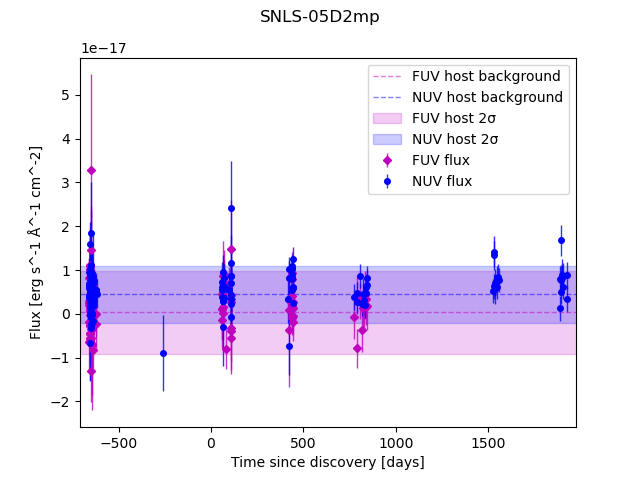 SNLS-05D2mp
1e−17
FUV host background
NUV host background
FUV host 2σ
NUV host 2σ
FUV flux
NUV flux
5
4
3
2
1
0
−1
−2
Flux [erg s^-1 Å^-1 cm^-2]
−500
0
500
1000
1500
Time since discovery [days]